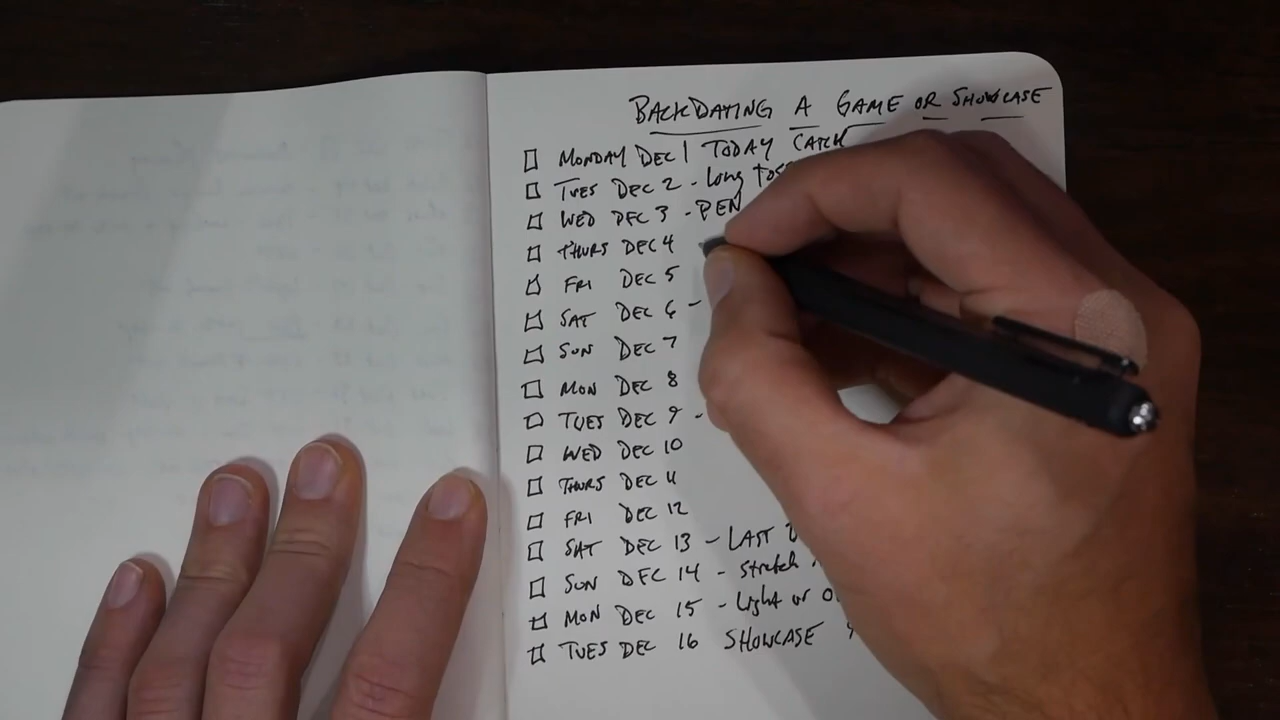 BACKDATING A GAME OR SHOWCASE
MONDAY DEC 1 TODAY CATCH
TUES DEC 2 - Long
WED DEC 3 - PEN
THURS DEC 4
FRI DEC 5
SAT DEC 6 -
SUN DEC 7
MON DEC 8
TUES DEC 9 -
WED DEC 10
THURS DEC 11
FRI DEC 12
SAT DEC 13 - LAST
SUN DEC 14 - stretch
MON DEC 15 - light or
TUES DEC 16 SHOWCASE